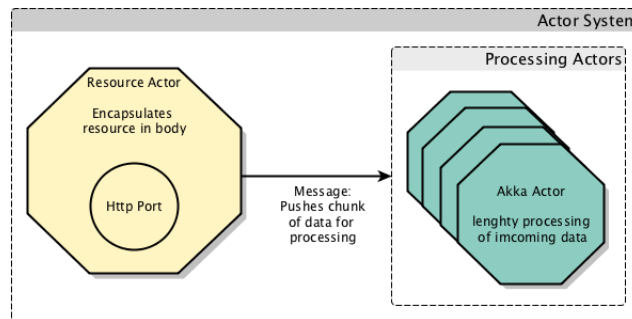 Actor System
Processing Actors
Resource Actor
Encapsulates
resource in body
Http Port
Message:
Pushes chunk
of data for
processing
Akka Actor
lenghty processing
of imcoming data